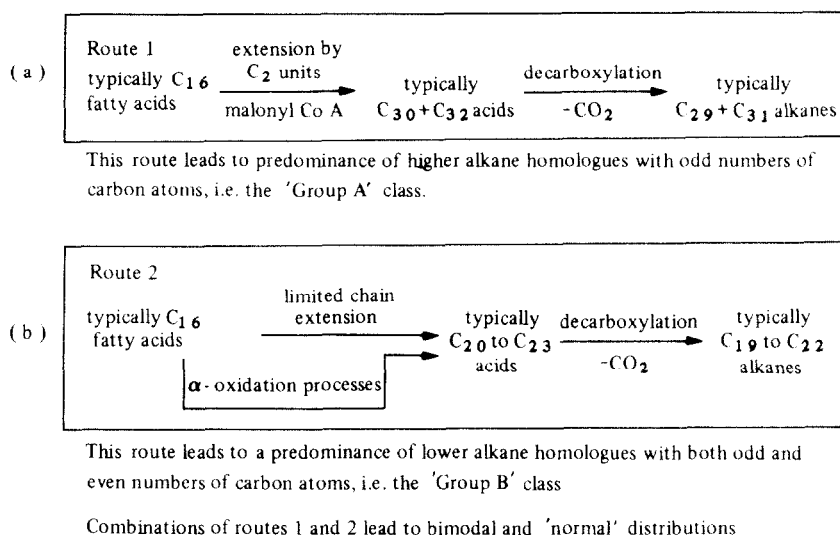 (a)
Route 1
typically C16 fatty acids
extension by C2 units
malonyl Co A
typically C30+C32 acids
decarboxylation
-CO2
typically C29+C31 alkanes
This route leads to predominance of higher alkane homologues with odd numbers of
carbon atoms, i.e. the 'Group A' class.
(b)
Route 2
typically C16 fatty acids
limited chain extension
α-oxidation processes
typically C20 to C23 acids
decarboxylation
-CO2
typically C19 to C22 alkanes
This route leads to a predominance of lower alkane homologues with both odd and
even numbers of carbon atoms, i.e. the 'Group B' class
Combinations of routes 1 and 2 lead to bimodal and 'normal' distributions